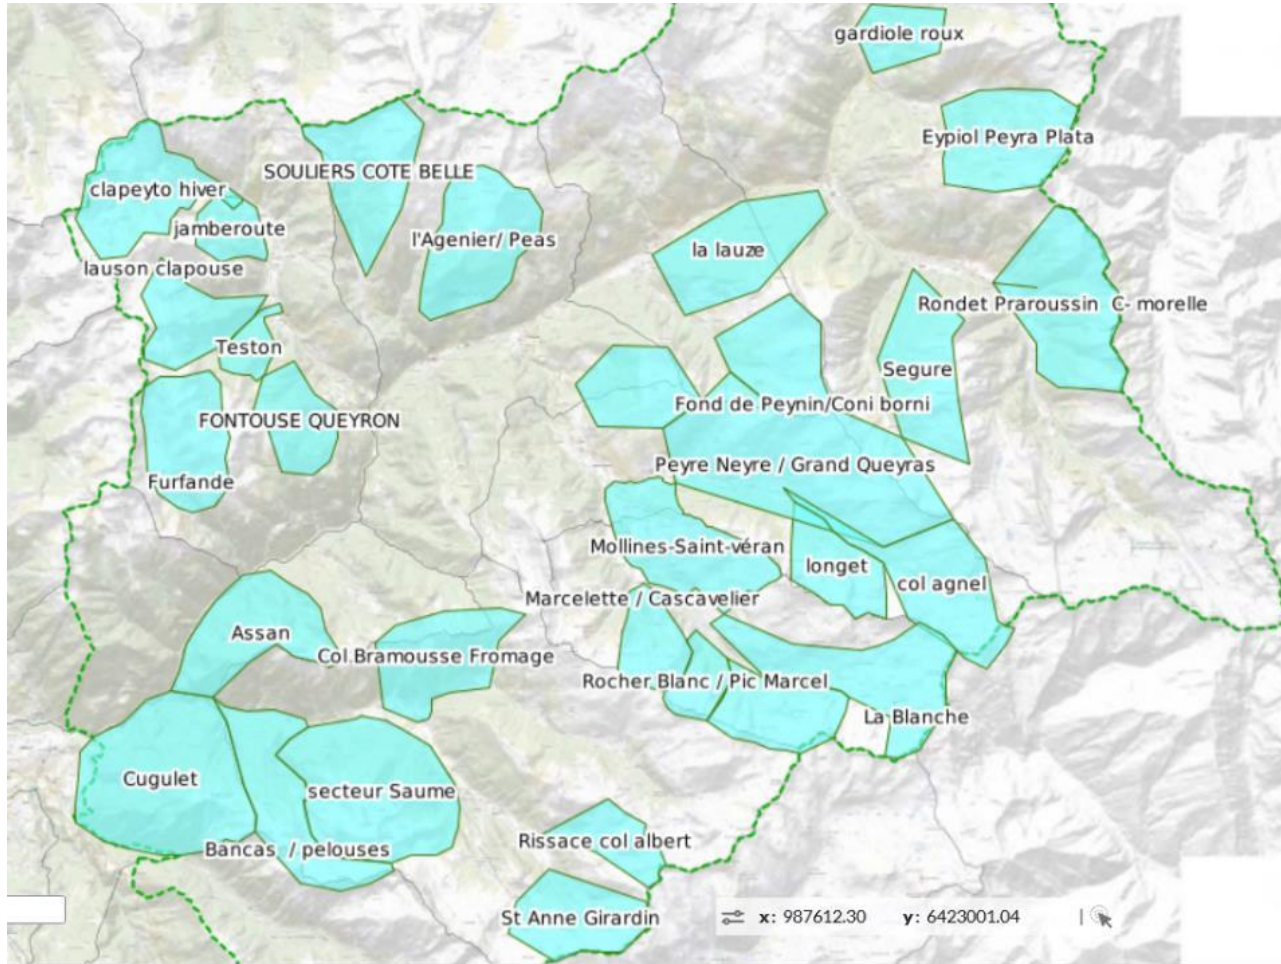 gardiole roux
Eypiol Peyra Plata
SOULIERS COTE BELLE
clapeyto hiver
jamberoute
l'Agenier/ Peas
la lauze
lauson clapouse
Rondet Praroussin C- morelle
Teston
Segure
Fond de Peynin/Coni borni
FONTOUSE QUEYRON
Peyre Neyre / Grand Queyras
Furfande
Mollines-Saint-véran
longet
col agnel
Marcelette / Cascavelier
Assan
Col Bramousse Fromage
Rocher Blanc / Pic Marcel
La Blanche
Cugulet
secteur Saume
Rissace col albert
Bancas / pelouses
St Anne Girardin
x: 987612.30 y: 6423001.04